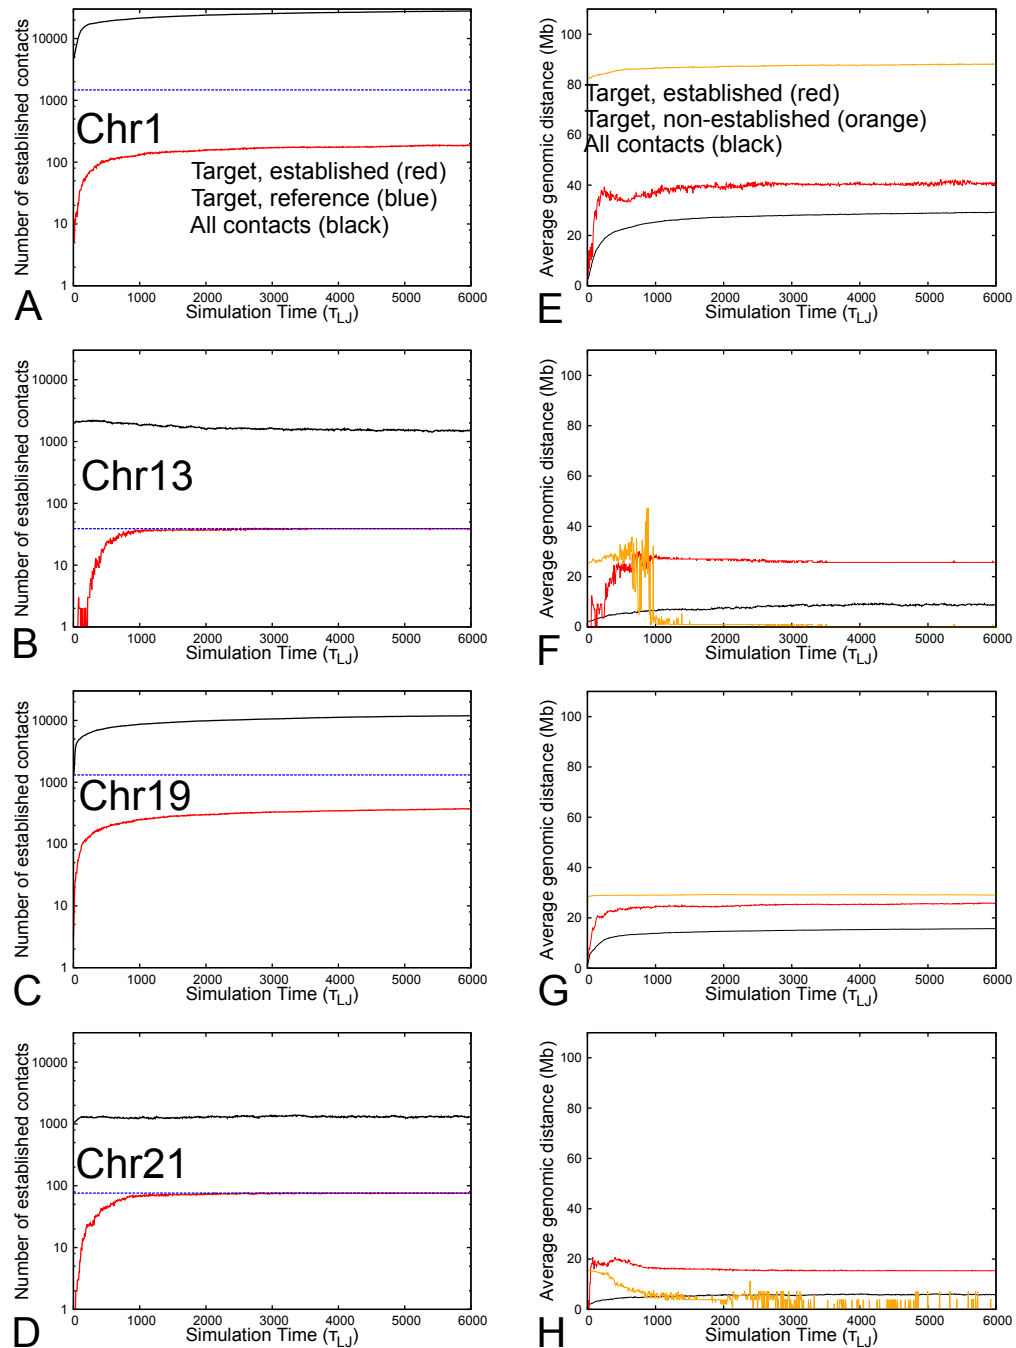 Number of established contacts
10000
1000
100
10
1
Chr1
Target, established (red)
Target, reference (blue)
All contacts (black)
0 1000 2000 3000 4000 5000 6000
Simulation Time (τLJ)
A
Average genomic distance (Mb)
100
80
60
40
20
0
Target, established (red)
Target, non-established (orange)
All contacts (black)
0 1000 2000 3000 4000 5000 6000
Simulation Time (τLJ)
E
Number of established contacts
10000
1000
100
10
1
Chr13
0 1000 2000 3000 4000 5000 6000
Simulation Time (τLJ)
B
Average genomic distance (Mb)
100
80
60
40
20
0
0 1000 2000 3000 4000 5000 6000
Simulation Time (τLJ)
F
Number of established contacts
10000
1000
100
10
1
Chr19
0 1000 2000 3000 4000 5000 6000
Simulation Time (τLJ)
C
Average genomic distance (Mb)
100
80
60
40
20
0
0 1000 2000 3000 4000 5000 6000
Simulation Time (τLJ)
G
Number of established contacts
10000
1000
100
10
1
Chr21
0 1000 2000 3000 4000 5000 6000
Simulation Time (τLJ)
D
Average genomic distance (Mb)
100
80
60
40
20
0
0 1000 2000 3000 4000 5000 6000
Simulation Time (τLJ)
H